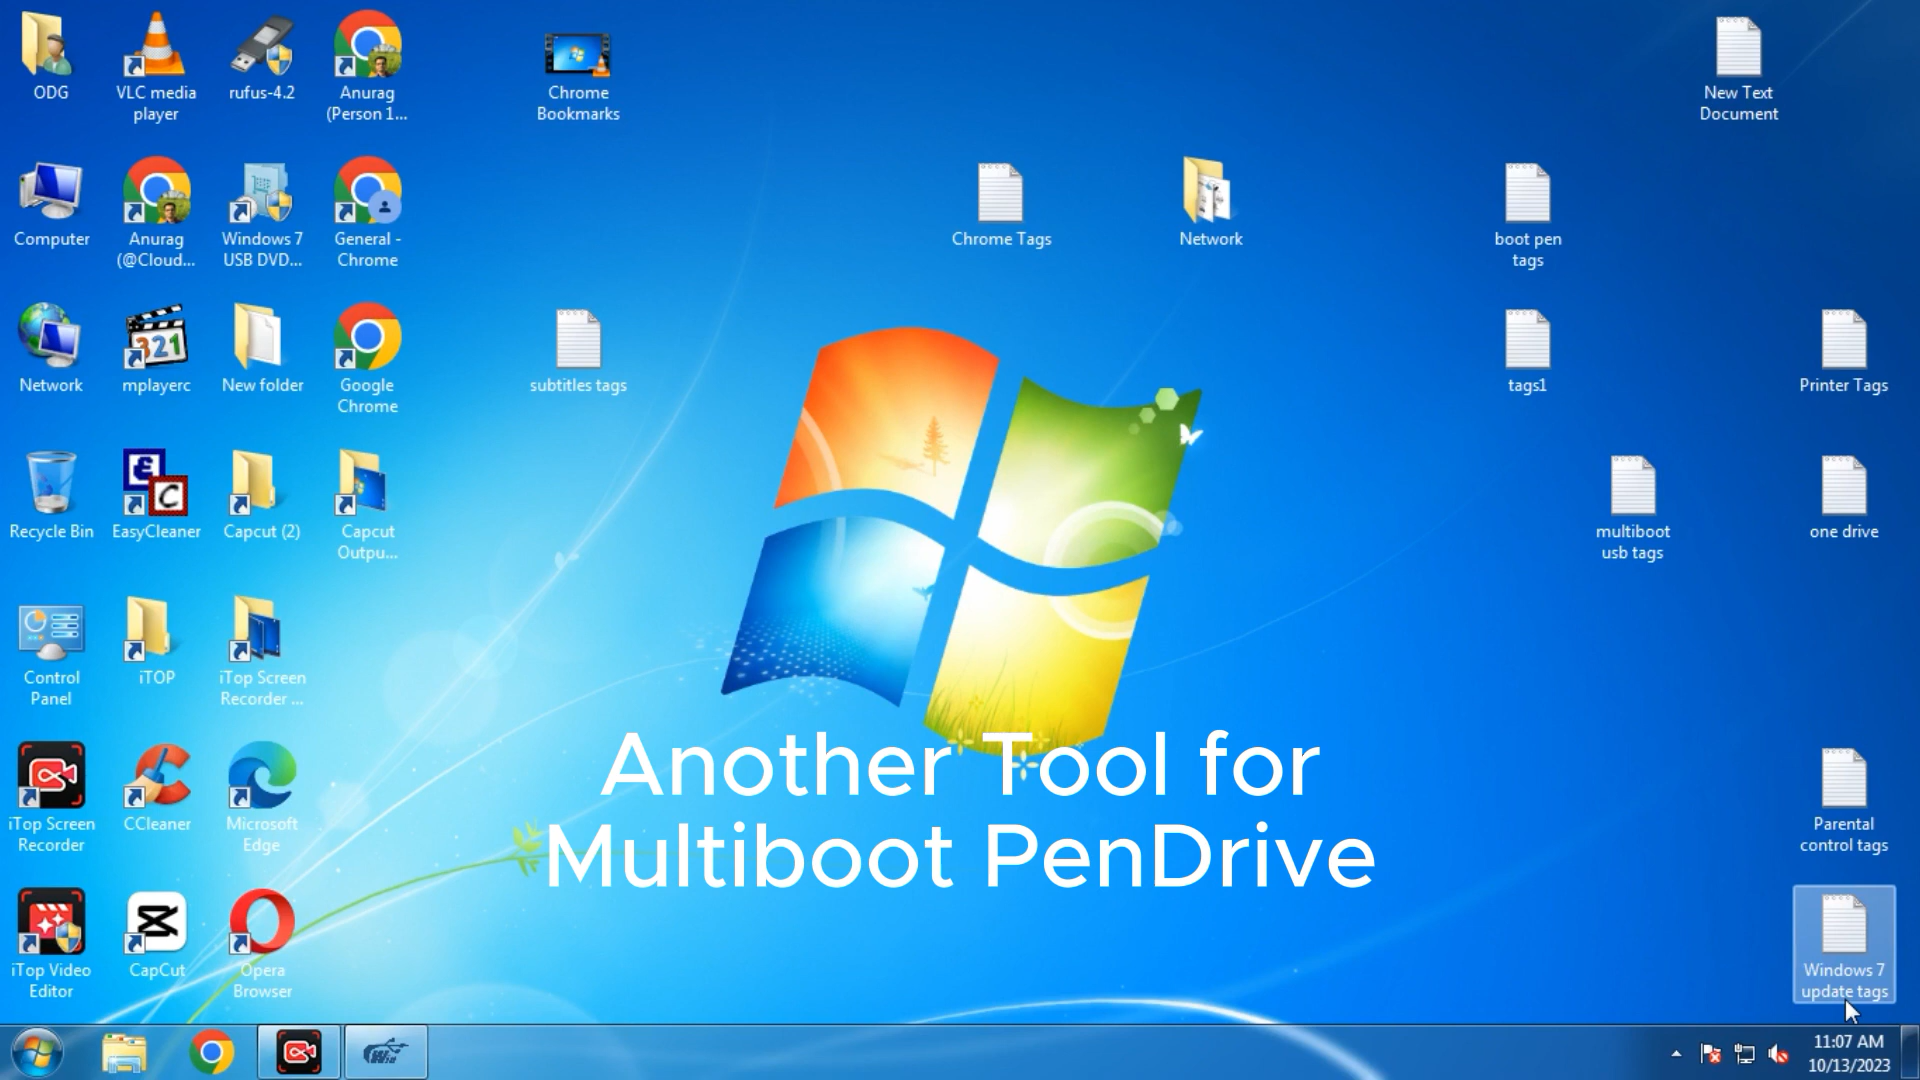 ODG
VLC media
player
rufus-4.2
Anurag
(Person 1...
Chrome
Bookmarks
New Text
Document
Computer
Anurag
(@Cloud...
Windows 7
USB DVD...
General -
Chrome
Chrome Tags
Network
boot pen
tags
Network
321
mplayerc
New folder
Google
Chrome
subtitles tags
tags1
Printer Tags
Recycle Bin
E
C
EasyCleaner
Capcut (2)
Capcut
Outpu...
multiboot
usb tags
one drive
Control
Panel
iTOP
iTop Screen
Recorder ...
Another Tool for
Multiboot PenDrive
iTop Screen
Recorder
CCleaner
Microsoft
Edge
Parental
control tags
iTop Video
Editor
CapCut
Opera
Browser
Windows 7
update tags
Win
11:07 AM
10/13/2023